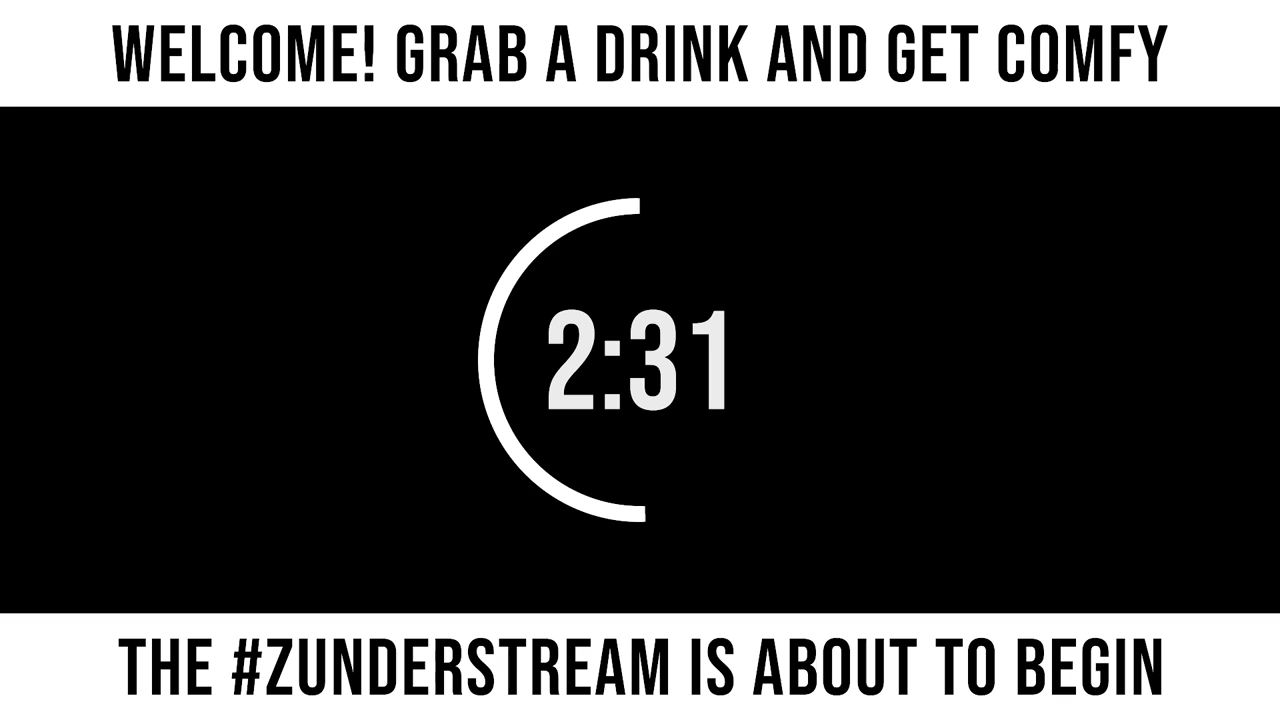 WELCOME! GRAB A DRINK AND GET COMFY
2:31
THE #ZUNDERSTREAM IS ABOUT TO BEGIN